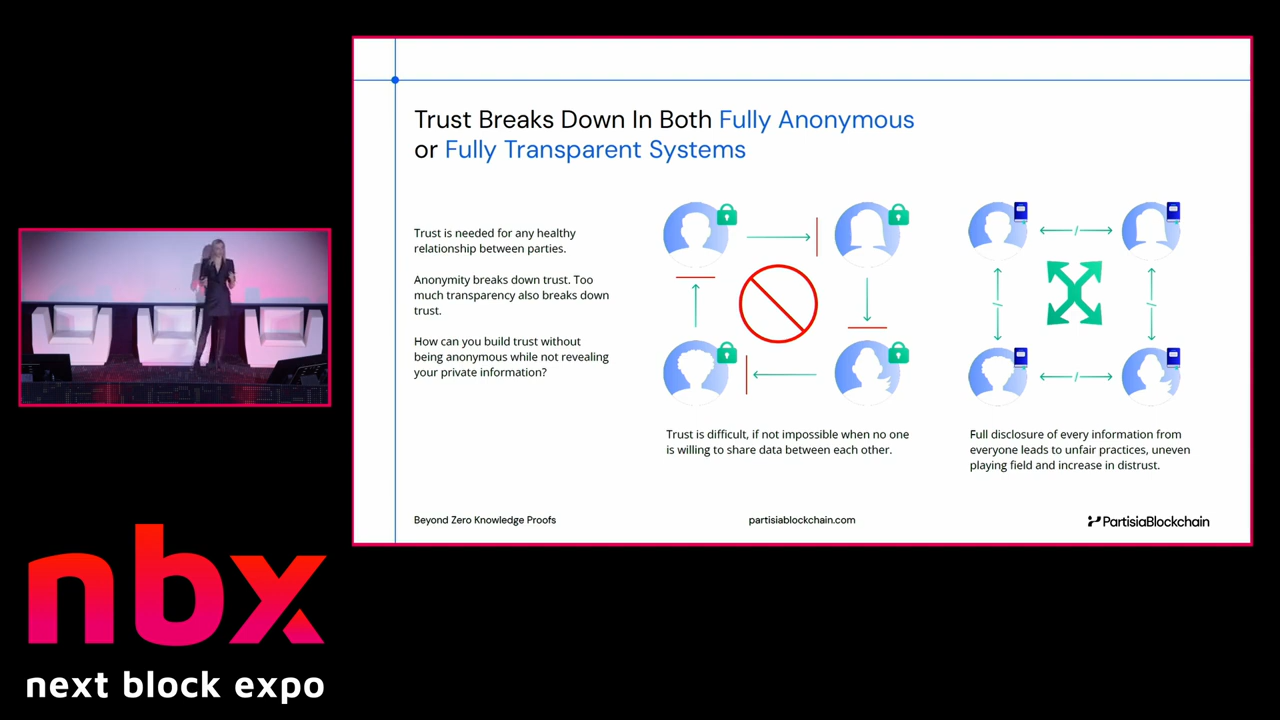 Trust Breaks Down In Both Fully Anonymous
or Fully Transparent Systems
Trust is needed for any healthy
relationship between parties.
Anonymity breaks down trust. Too
much transparency also breaks down
trust.
How can you build trust without
being anonymous while not revealing
your private information?
Trust is difficult, if not impossible when no one
is willing to share data between each other.
Full disclosure of every information from
everyone leads to unfair practices, uneven
playing field and increase in distrust.
Beyond Zero Knowledge Proofs
partisiablockchain.com
PartisiaBlockchain
nbx
next block expo